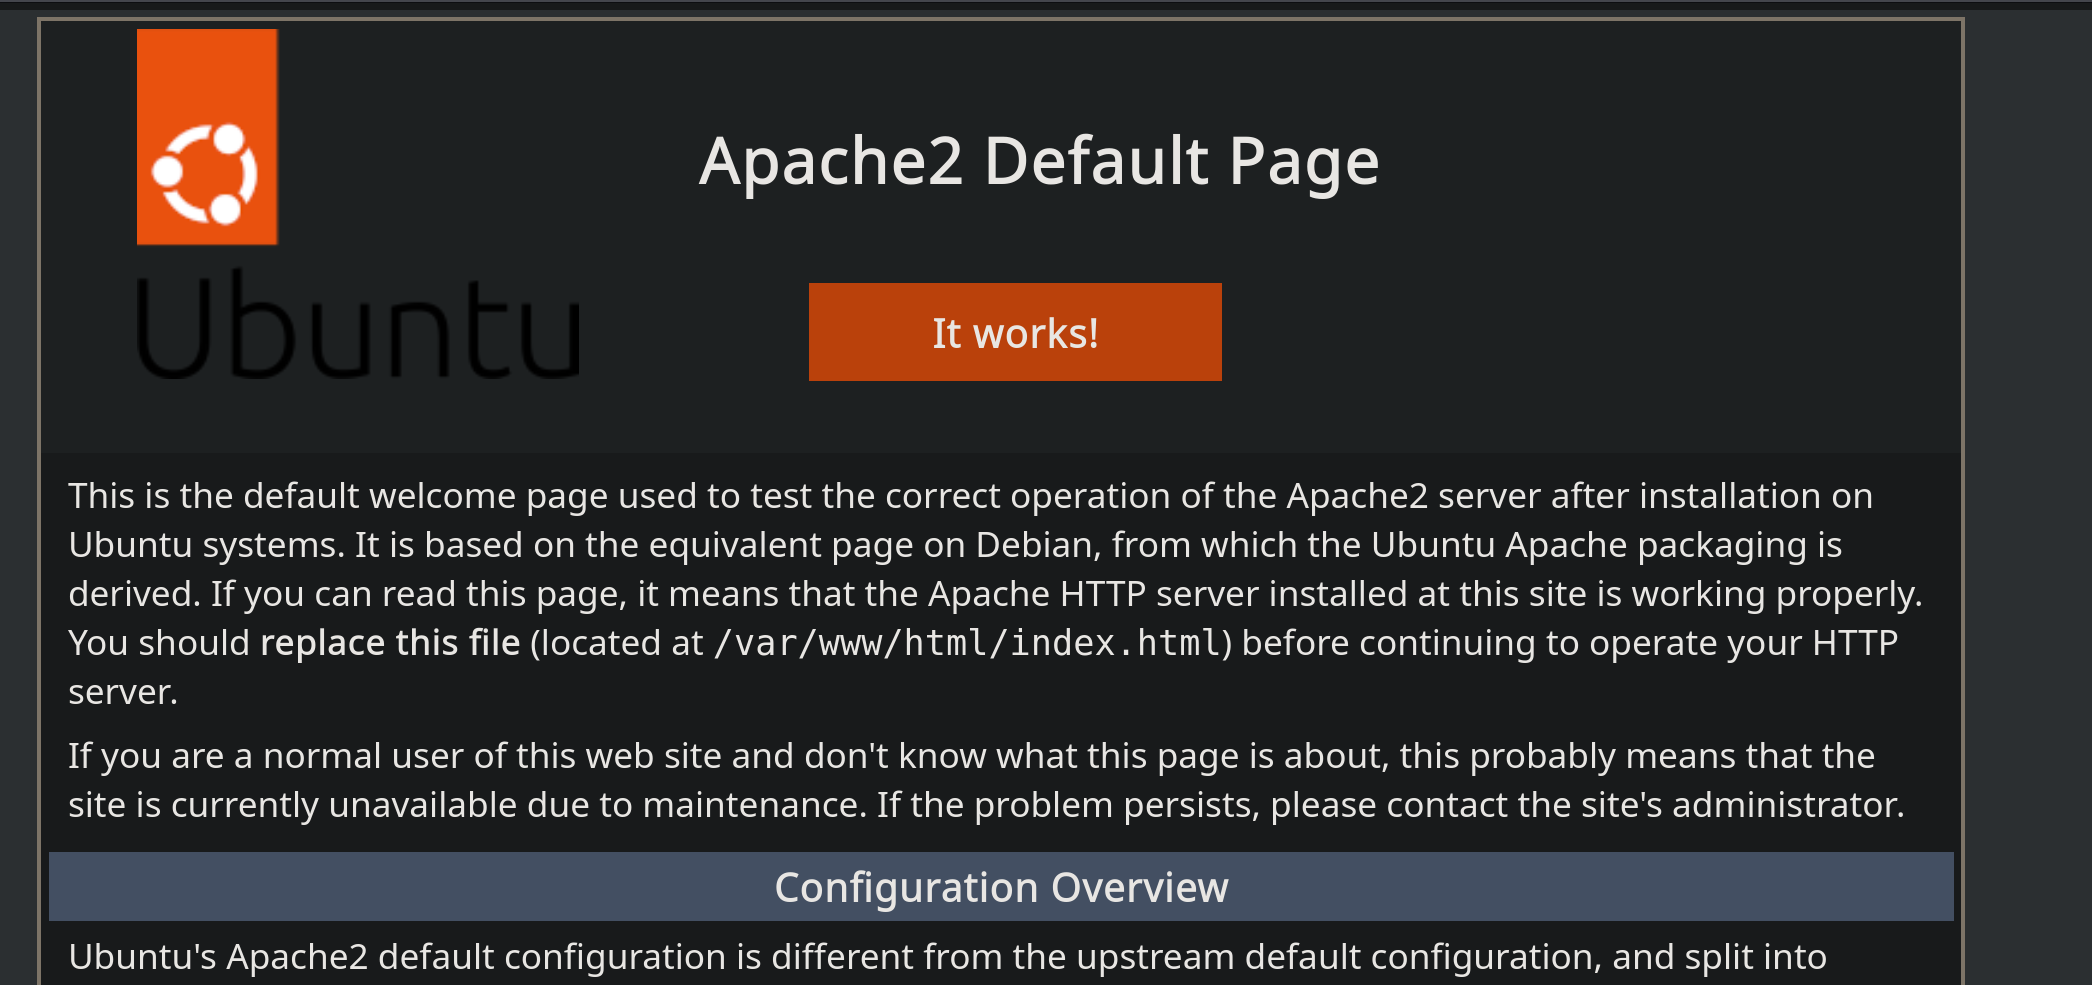 Apache2 Default Page
Ubuntu
It works!
This is the default welcome page used to test the correct operation of the Apache2 server after installation on
Ubuntu systems. It is based on the equivalent page on Debian, from which the Ubuntu Apache packaging is
derived. If you can read this page, it means that the Apache HTTP server installed at this site is working properly.
You should replace this file (located at /var/www/html/index.html) before continuing to operate your HTTP
server.
If you are a normal user of this web site and don't know what this page is about, this probably means that the
site is currently unavailable due to maintenance. If the problem persists, please contact the site's administrator.
Configuration Overview
Ubuntu's Apache2 default configuration is different from the upstream default configuration, and split into